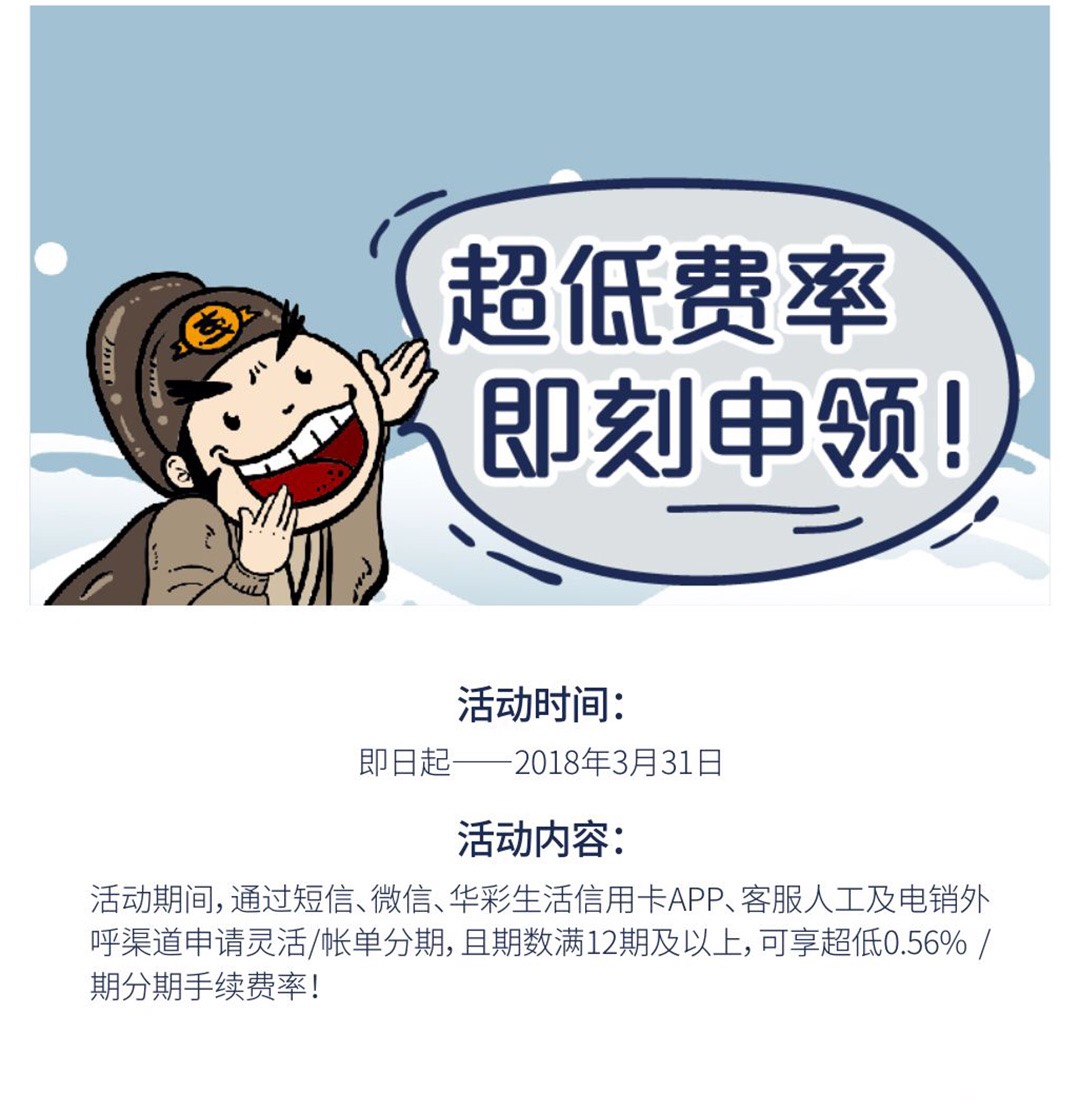 超低费率
即刻申领!
活动时间：
即日起——2018年3月31日
活动内容：
活动期间，通过短信、微信、华彩生活信用卡APP、客服人工及电销外
呼渠道申请灵活/帐单分期，且期数满12期及以上，可享超低0.56% /
期分期手续费率！